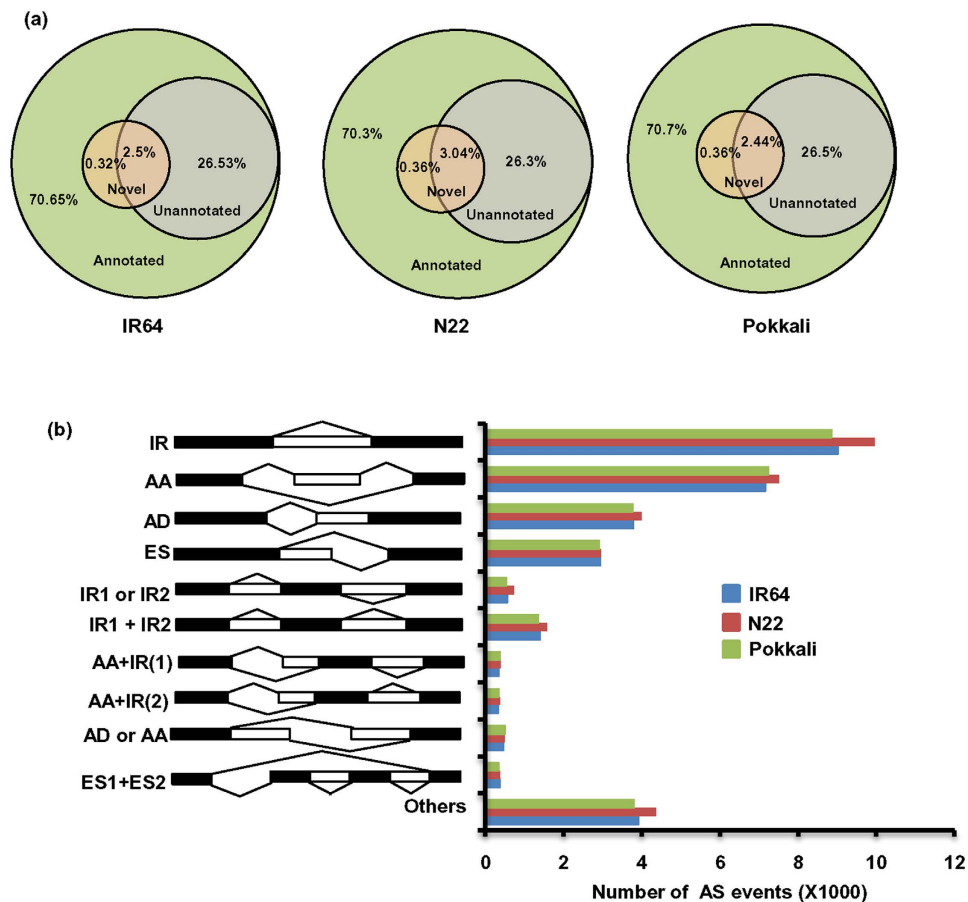 (a)
70.65%
0.32%
2.5%
26.53%
Novel
Unannotated
Annotated
IR64
70.3%
0.36%
3.04%
26.3%
Novel
Unannotated
Annotated
N22
70.7%
0.36%
2.44%
26.5%
Novel
Unannotated
Annotated
Pokkali
(b)
IR
AA
AD
ES
IR1 or IR2
IR1 + IR2
AA+IR(1)
AA+IR(2)
AD or AA
ES1+ES2
Others
IR64
N22
Pokkali
0 2 4 6 8 10 12
Number of AS events (X1000)